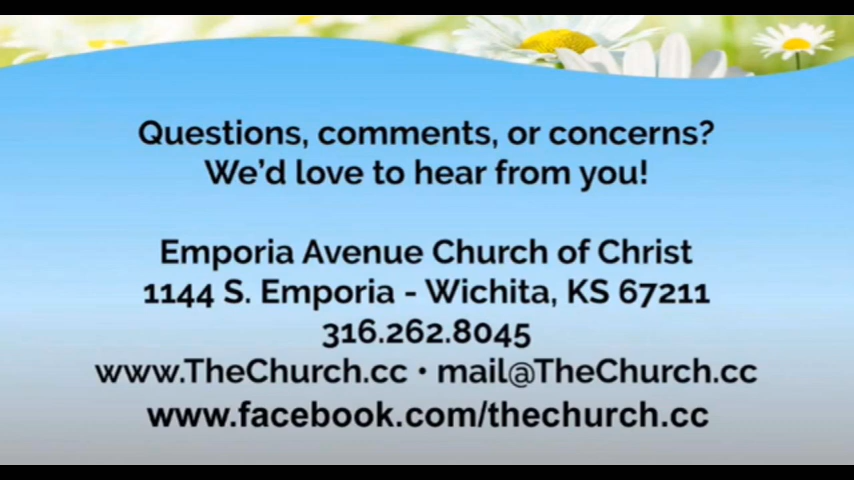 Questions, comments, or concerns?
We'd love to hear from you!
Emporia Avenue Church of Christ
1144 S. Emporia - Wichita, KS 67211
316.262.8045
www.TheChurch.cc • mail@TheChurch.cc
www.facebook.com/thechurch.cc